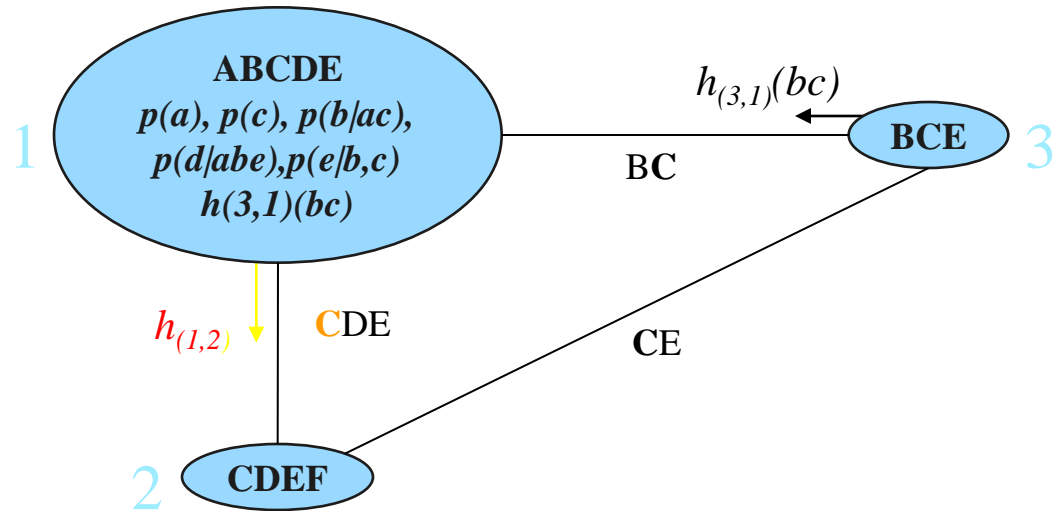 ABCDE
p(a), p(c), p(b|ac),
p(d|abe),p(e|b,c)
h(3,1)(bc)
1
h(3,1)(bc)
BCE
3
BC
h(1,2)
CDE
CE
CDEF
2